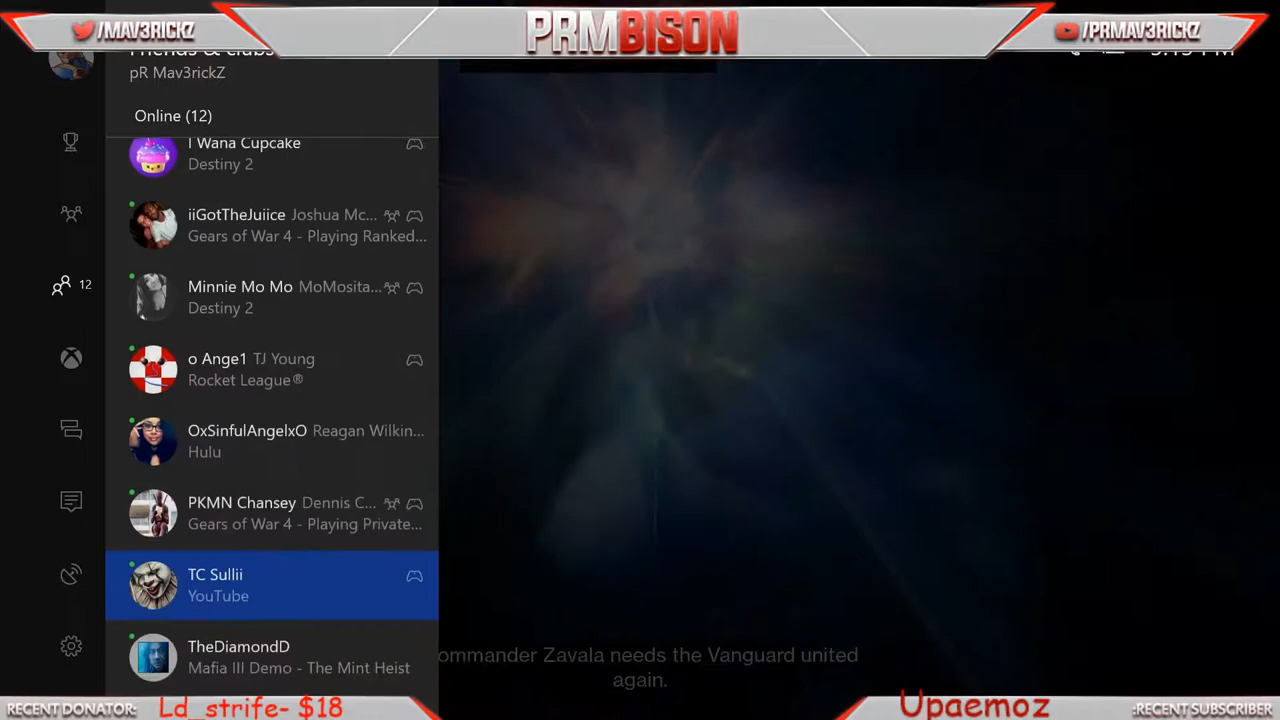 /MAV3RICKZ
PRMBISON
/PRMAV3RICKZ
Friends & clubs
pR Mav3rickZ
Online (12)
I Wana Cupcake
Destiny 2
iiGotTheJuiice Joshua Mc...
Gears of War 4 - Playing Ranked...
Minnie Mo Mo MoMosita...
Destiny 2
12
o Ange1 TJ Young
Rocket League®
OxSinfulAngelxO Reagan Wilkin...
Hulu
PKMN Chansey Dennis C...
Gears of War 4 - Playing Private...
TC Sullii
YouTube
TheDiamondD
Mafia III Demo - The Mint Heist
ommander Zavala needs the Vanguard united
again.
RECENT DONATOR: Ld_strife- $18
Upaemoz :RECENT SUBSCRIBER